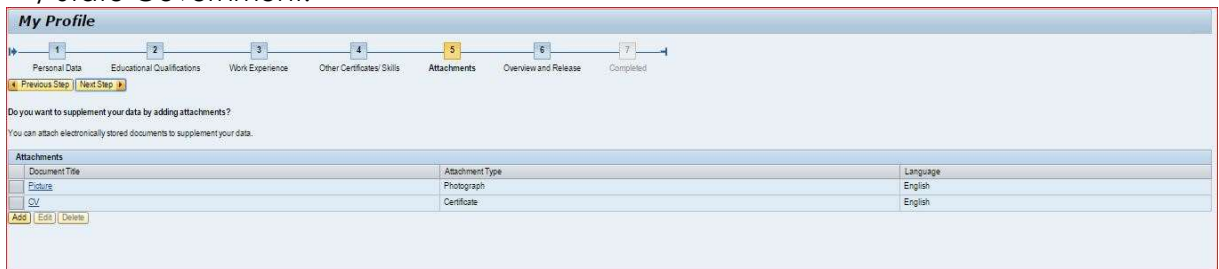 My Profile
1 2 3 4 5 6 7
Personal Data Educational Qualifications Work Experience Other Certificates/ Skills Attachments Overview and Release Completed
Previous Step Next Step
Do you want to supplement your data by adding attachments?
You can attach electronically stored documents to supplement your data.
Attachments
Document Title Attachment Type Language
Picture Photograph English
CV Certificate English
Add Edit Delete